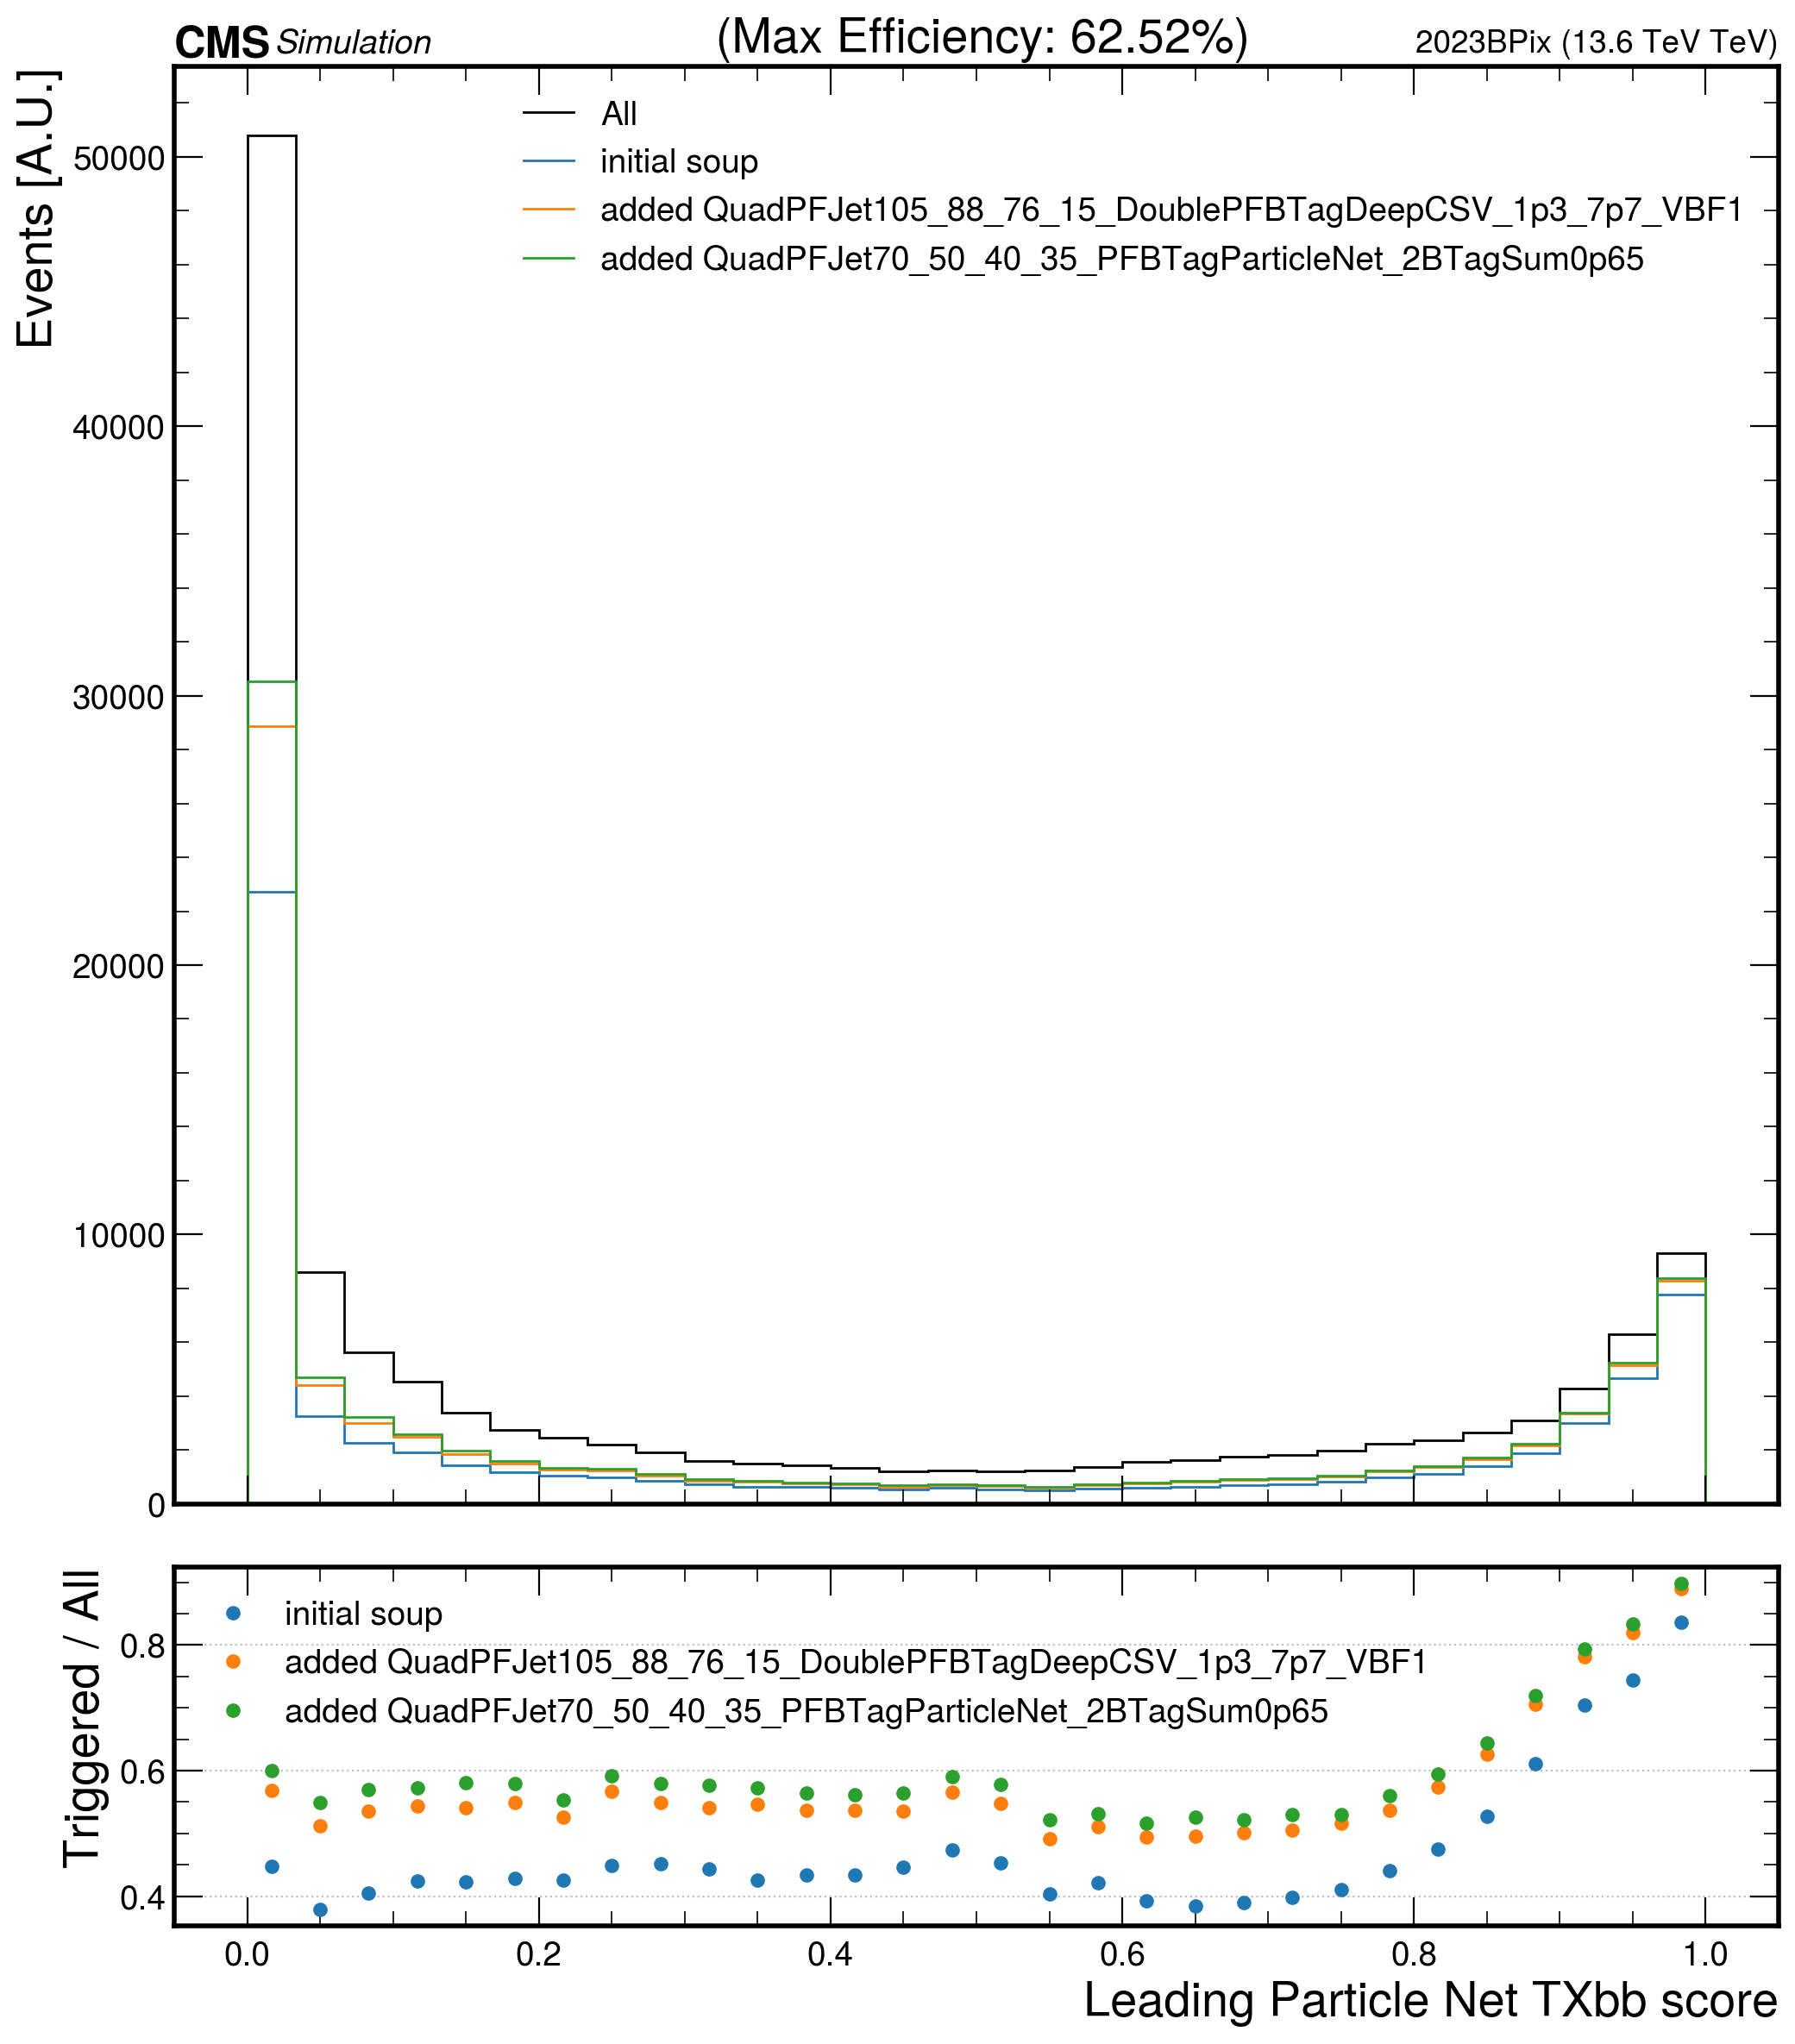 CMS Simulation (Max Efficiency: 62.52%) 2023BPix (13.6 TeV TeV)
Events [A.U.]
50000
40000
30000
20000
10000
0
All
initial soup
added QuadPFJet105_88_76_15_DoublePFBTagDeepCSV_1p3_7p7_VBF1
added QuadPFJet70_50_40_35_PFBTagParticleNet_2BTagSum0p65
Triggered / All
0.8
0.6
0.4
initial soup
added QuadPFJet105_88_76_15_DoublePFBTagDeepCSV_1p3_7p7_VBF1
added QuadPFJet70_50_40_35_PFBTagParticleNet_2BTagSum0p65
0.0 0.2 0.4 0.6 0.8 1.0
Leading Particle Net TXbb score